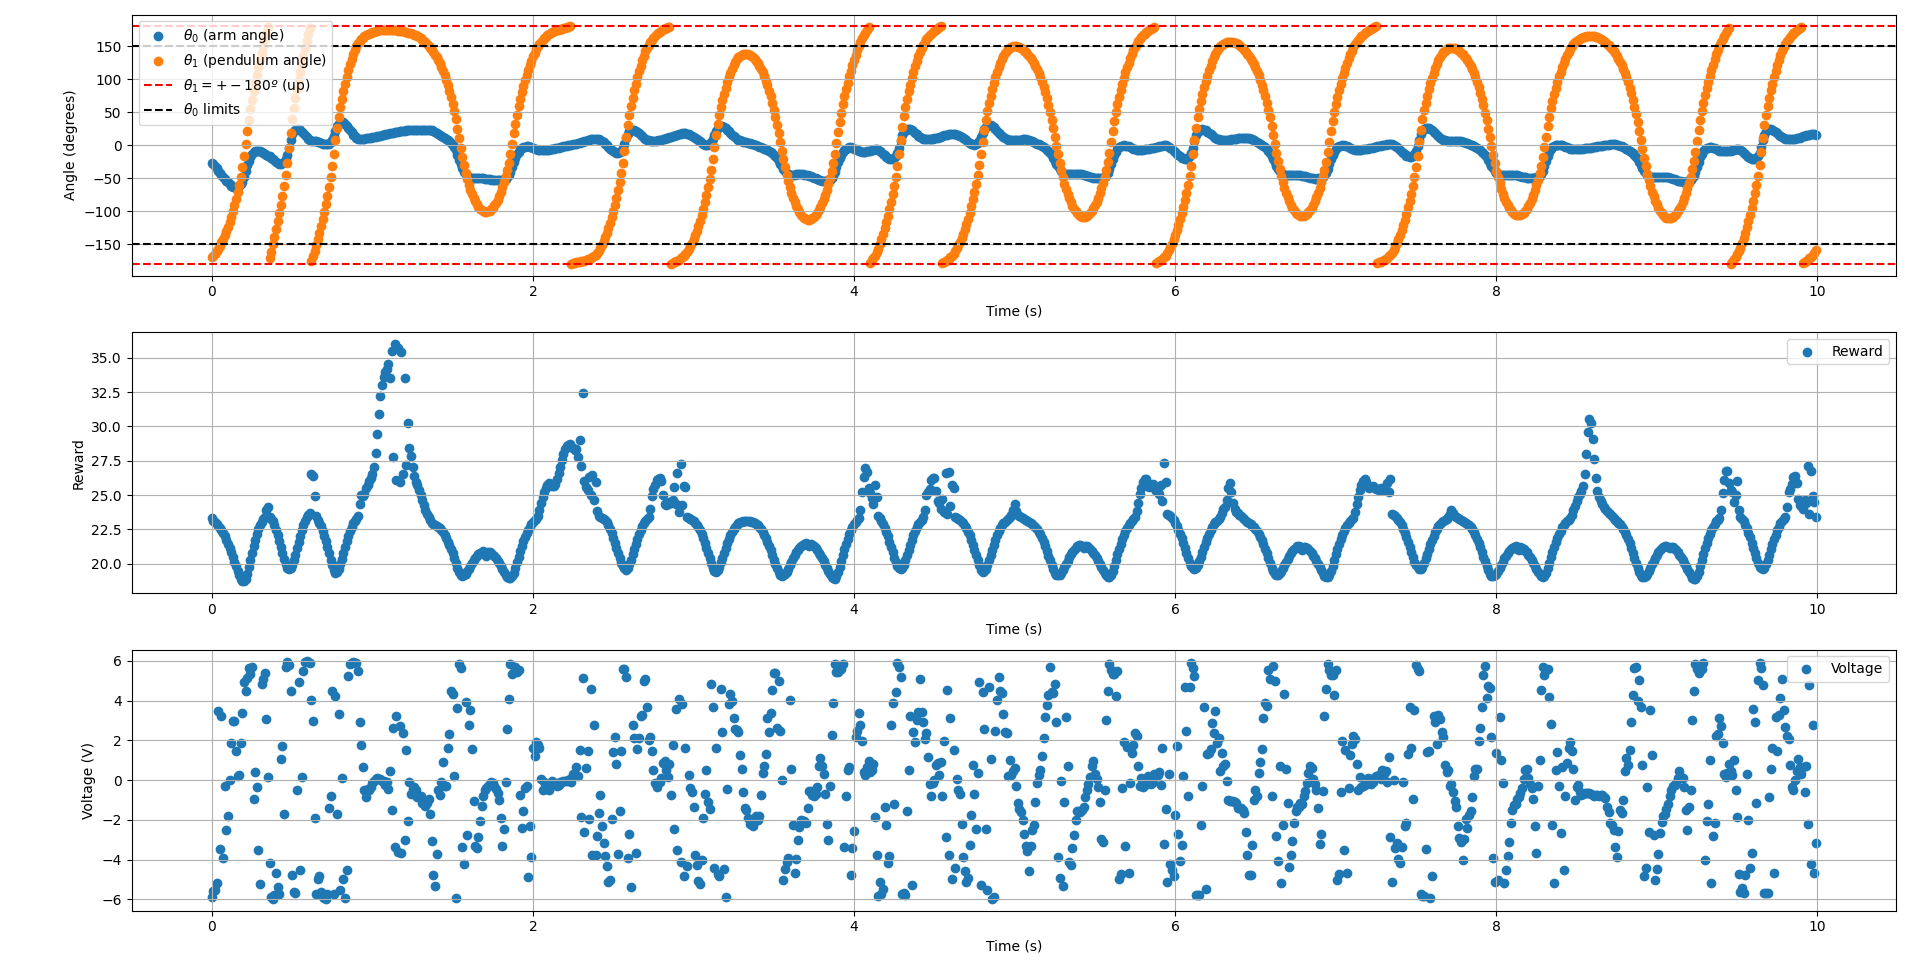 θ0 (arm angle)
θ1 (pendulum angle)
θ1 = + − 180º (up)
θ0 limits
150
100
50
0
−50
−100
−150
Angle (degrees)
0 2 4 6 8 10
Time (s)
Reward
35.0
32.5
30.0
27.5
25.0
22.5
20.0
Reward
0 2 4 6 8 10
Time (s)
Voltage
6
4
2
0
−2
−4
−6
Voltage (V)
0 2 4 6 8 10
Time (s)